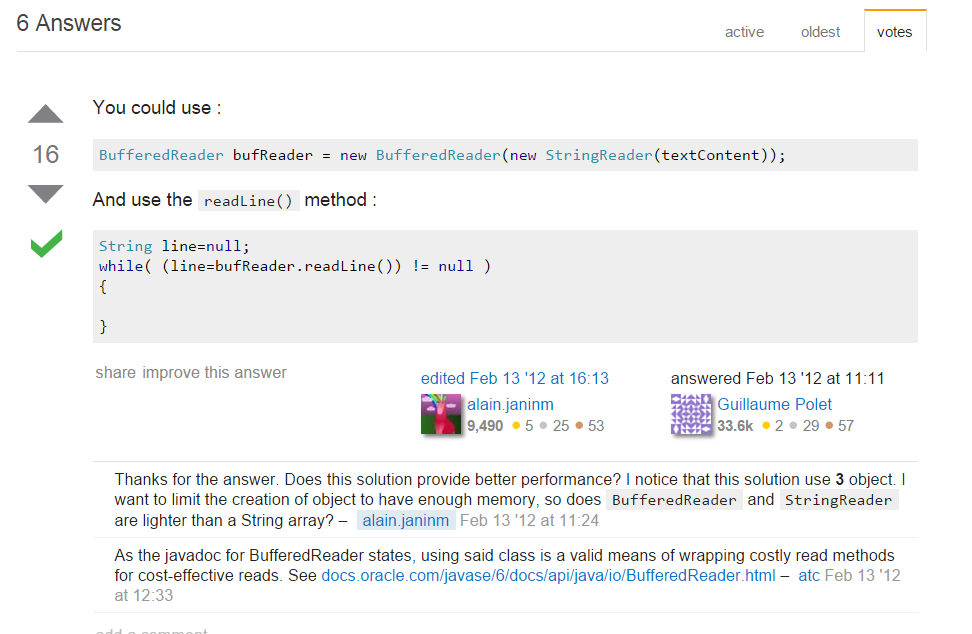 6 Answers
active oldest votes
You could use :
16
BufferedReader bufReader = new BufferedReader(new StringReader(textContent));
And use the readLine() method :
String line=null;
while( (line=bufReader.readLine()) != null )
{
}
share improve this answer
edited Feb 13 '12 at 16:13
alain.janinm
9,490 5 25 53
answered Feb 13 '12 at 11:11
Guillaume Polet
33.6k 2 29 57
Thanks for the answer. Does this solution provide better performance? I notice that this solution use 3 object. I
want to limit the creation of object to have enough memory, so does BufferedReader and StringReader
are lighter than a String array? – alain.janinm Feb 13 '12 at 11:24
As the javadoc for BufferedReader states, using said class is a valid means of wrapping costly read methods
for cost-effective reads. See docs.oracle.com/javase/6/docs/api/java/io/BufferedReader.html – atc Feb 13 '12
at 12:33
add a comment